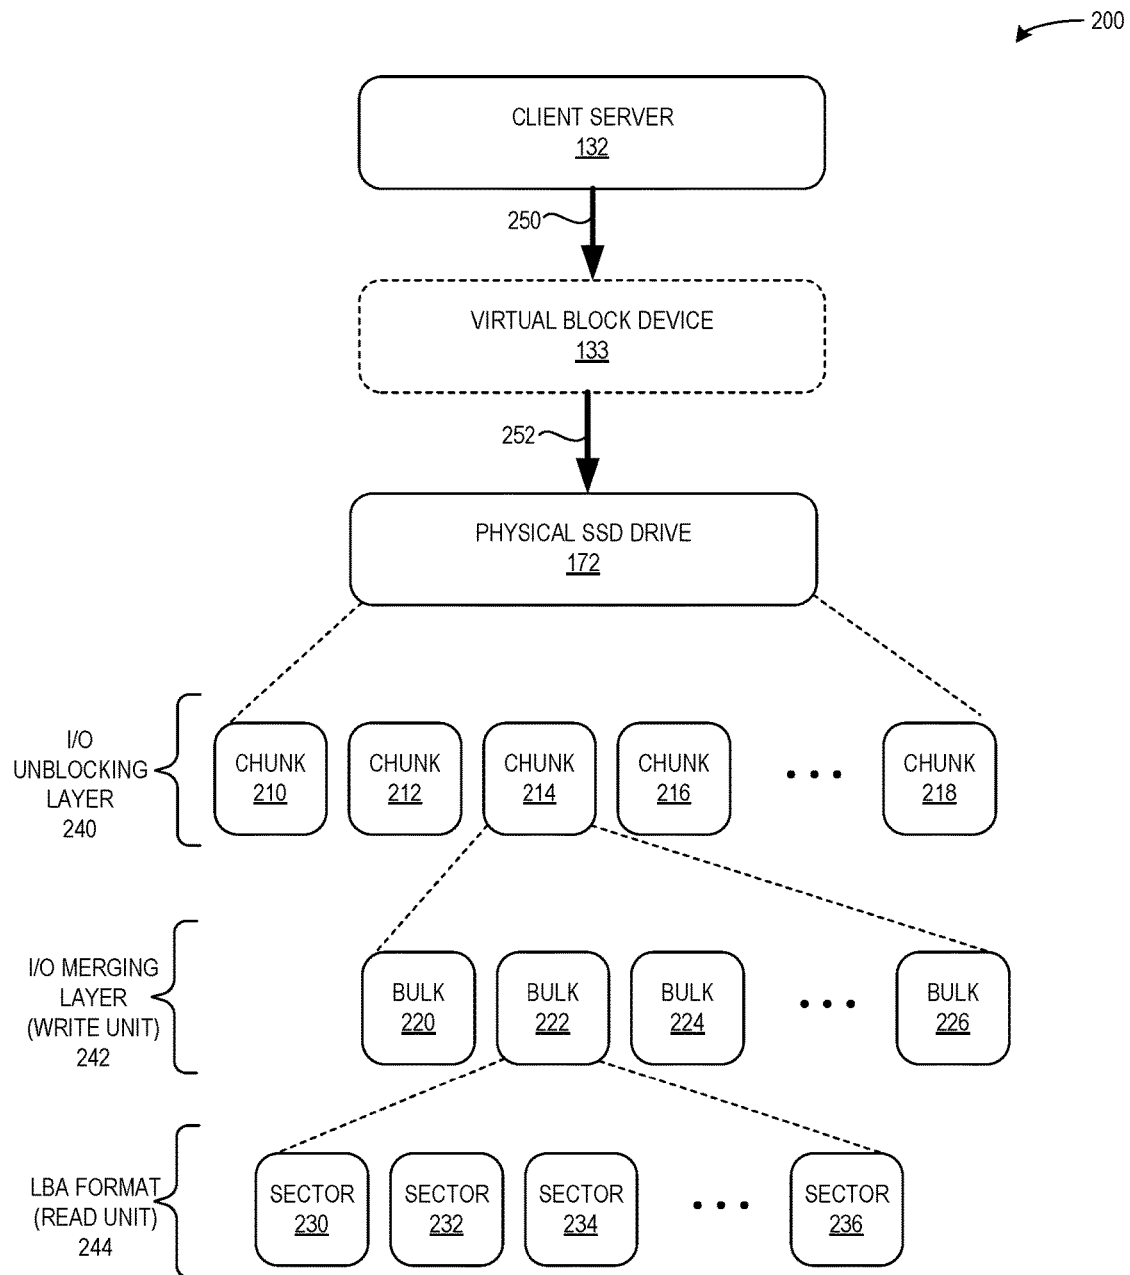 200
CLIENT SERVER
132
250
VIRTUAL BLOCK DEVICE
133
252
PHYSICAL SSD DRIVE
172
I/O
UNBLOCKING
LAYER
240
CHUNK
210
CHUNK
212
CHUNK
214
CHUNK
216
CHUNK
218
I/O MERGING
LAYER
(WRITE UNIT)
242
BULK
220
BULK
222
BULK
224
BULK
226
LBA FORMAT
(READ UNIT)
244
SECTOR
230
SECTOR
232
SECTOR
234
SECTOR
236